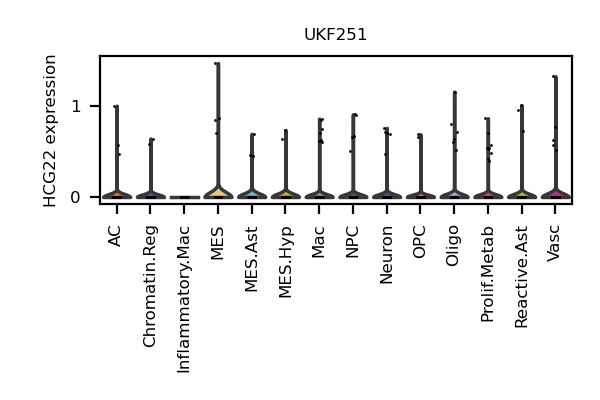 UKF251
HCG22 expression
1
0
AC
Chromatin.Reg
Inflammatory.Mac
MES
MES.Ast
MES.Hyp
Mac
NPC
Neuron
OPC
Oligo
Prolif.Metab
Reactive.Ast
Vasc